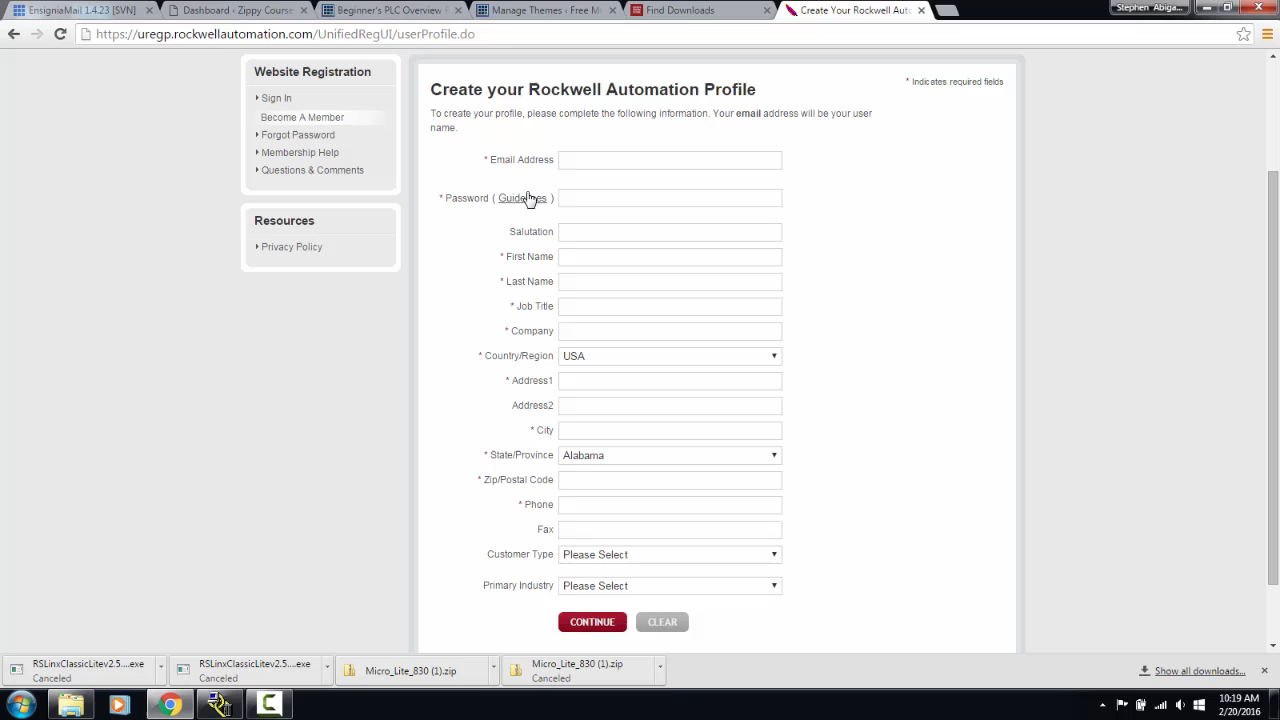 EnsigniaMail 1.4.23 [SVN]
Dashboard ‹ Zippy Course
Beginner's PLC Overview
Manage Themes ‹ Free M
Find Downloads
Create Your Rockwell Auto
Stephen Abiga...
https://uregp.rockwellautomation.com/UnifiedRegUI/userProfile.do
Website Registration
Sign In
Become A Member
Forgot Password
Membership Help
Questions & Comments
Resources
Privacy Policy
Create your Rockwell Automation Profile
* Indicates required fields
To create your profile, please complete the following information. Your email address will be your user
name.
* Email Address
* Password ( Guidelines )
Salutation
* First Name
* Last Name
* Job Title
* Company
* Country/Region USA
* Address1
Address2
* City
* State/Province Alabama
* Zip/Postal Code
* Phone
Fax
Customer Type Please Select
Primary Industry Please Select
CONTINUE CLEAR
RSLinxClassicLitev2.5....exe
Canceled
RSLinxClassicLitev2.5....exe
Canceled
Micro_Lite_830 (1).zip
Micro_Lite_830 (1).zip
Canceled
Show all downloads...
10:19 AM
2/20/2016